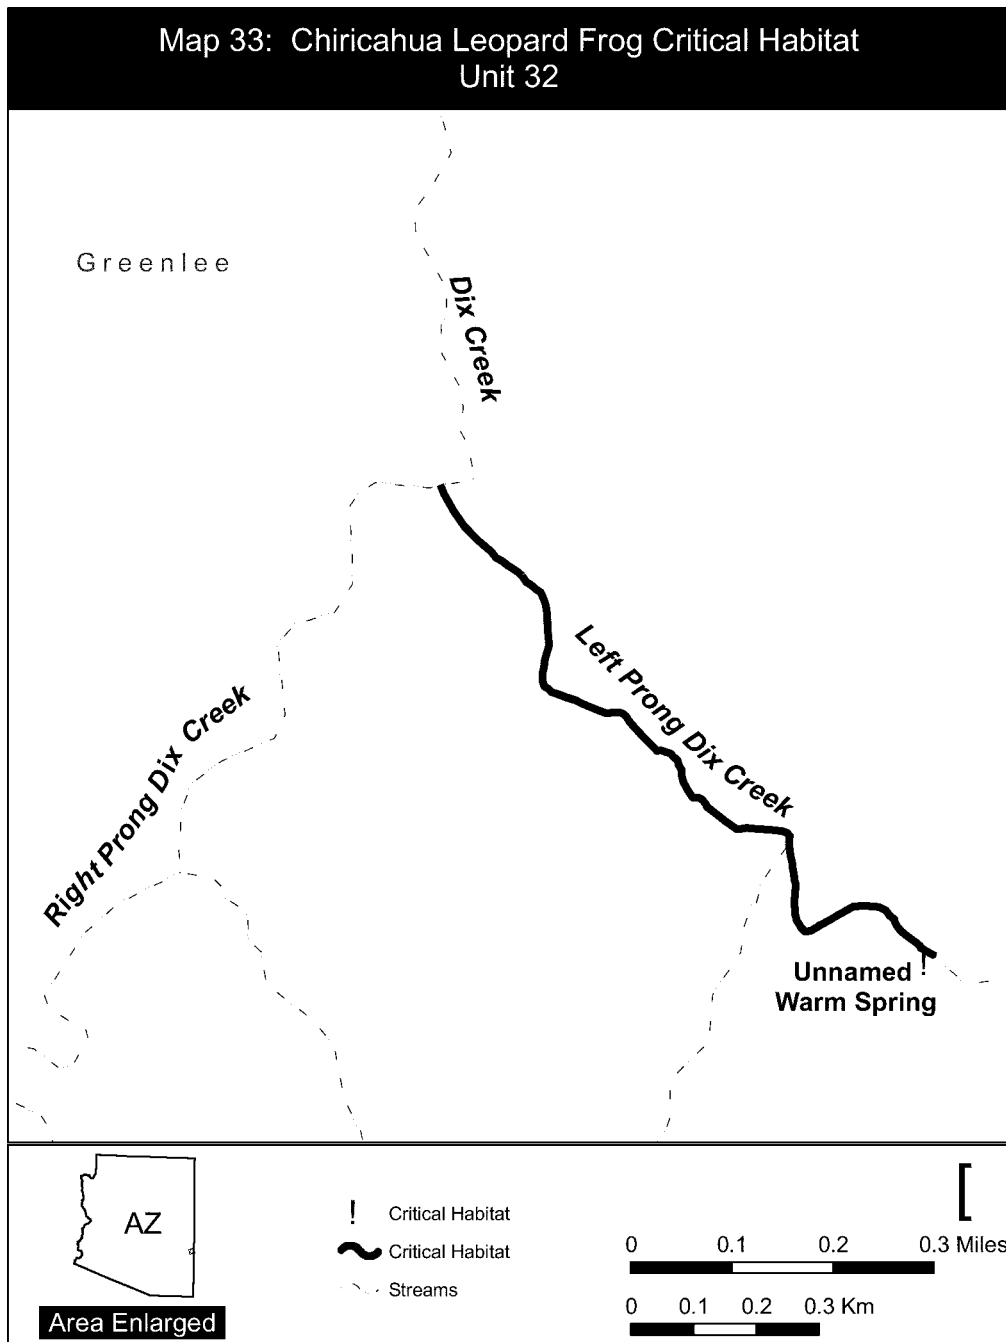 Map 33: Chiricahua Leopard Frog Critical Habitat
Unit 32
Greenlee
Dix Creek
Left Prong Dix Creek
Right Prong Dix Creek
Unnamed !
Warm Spring
AZ
Area Enlarged
! Critical Habitat
Critical Habitat
Streams
[
0 0.1 0.2 0.3 Miles
0 0.1 0.2 0.3 Km